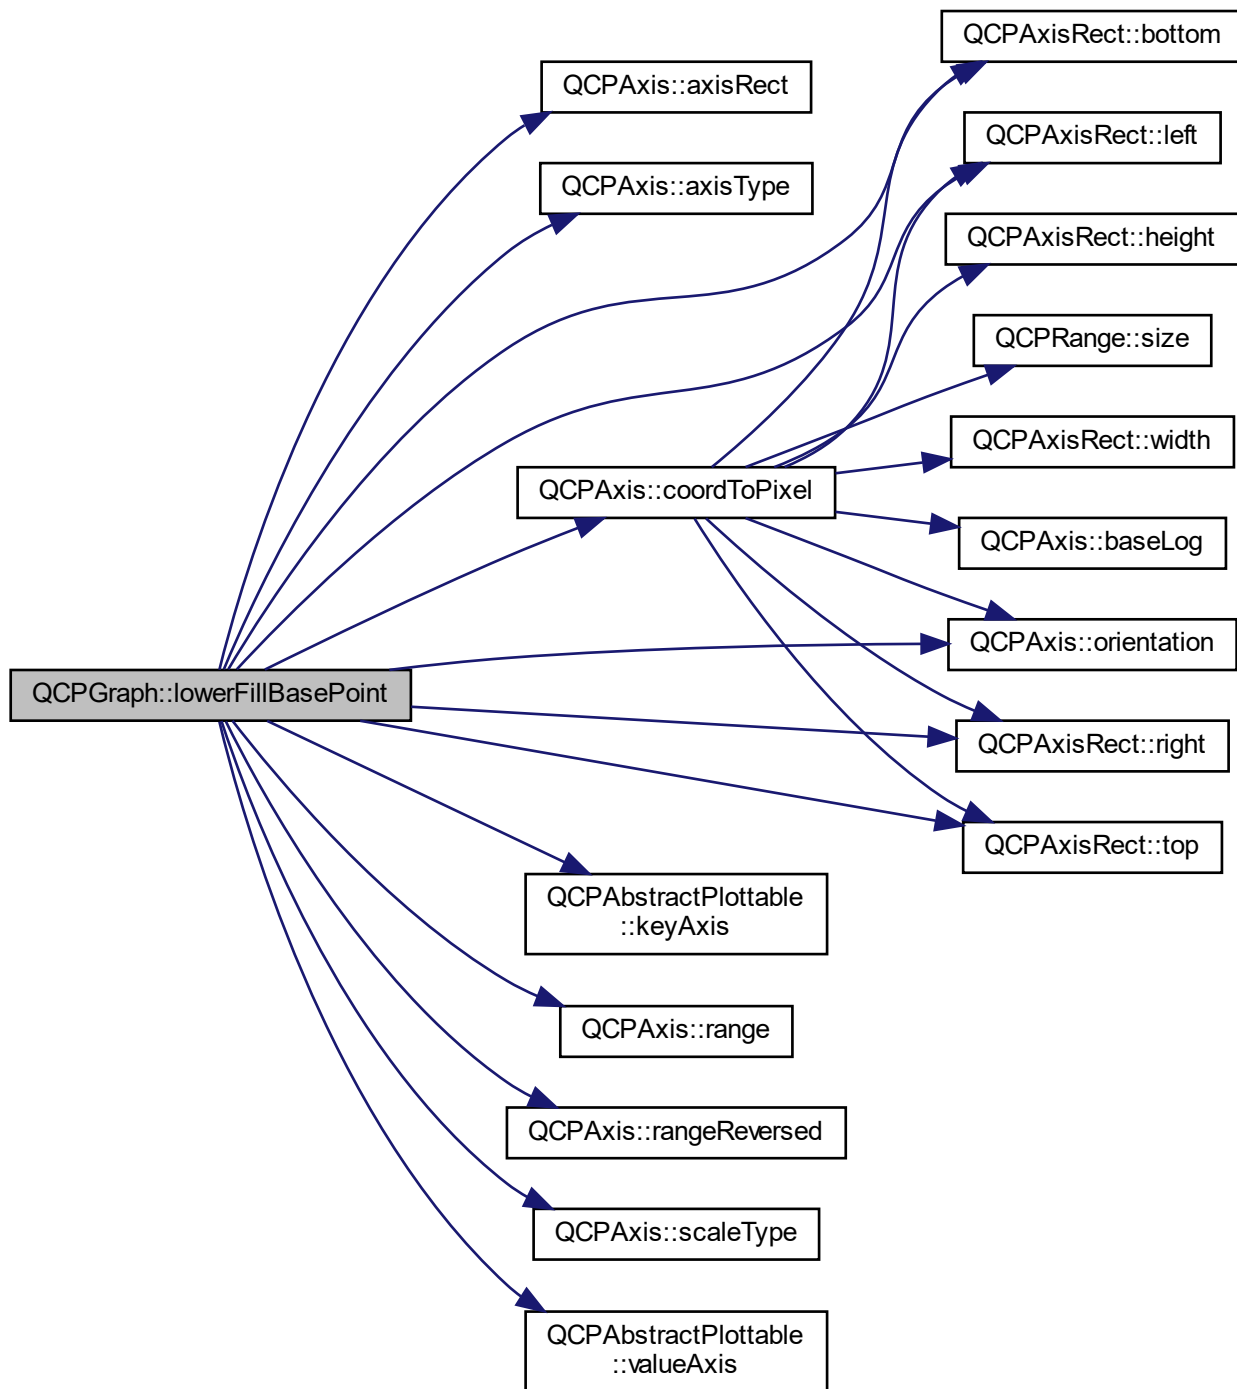 QCPAxisRect::bottom
QCPAxis::axisRect
QCPAxisRect::left
QCPAxis::axisType
QCPAxisRect::height
QCPRange::size
QCPAxisRect::width
QCPAxis::coordToPixel
QCPAxis::baseLog
QCPAxis::orientation
QCPGraph::lowerFillBasePoint
QCPAxisRect::right
QCPAxisRect::top
QCPAbstractPlottable
::keyAxis
QCPAxis::range
QCPAxis::rangeReversed
QCPAxis::scaleType
QCPAbstractPlottable
::valueAxis